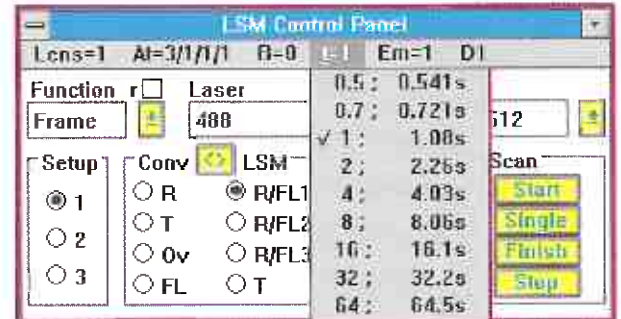 LSM Control Panel
Lens=1 AI=3/1/1/1 B=0 Em=1 DI
Function r Laser
Frame 488 512
0.5 ; 0.541s
0.7 ; 0.721s
✓ 1 ; 1.08s
2 ; 2.26s
4 ; 4.03s
8 ; 8.06s
16 ; 16.1s
32 ; 32.2s
64 ; 64.5s
Setup
1
2
3
Conv <> LSM
R R/FL1
T R/FL2
Ov R/FL3
FL T
Scan
Start
Single
Finish
Stop